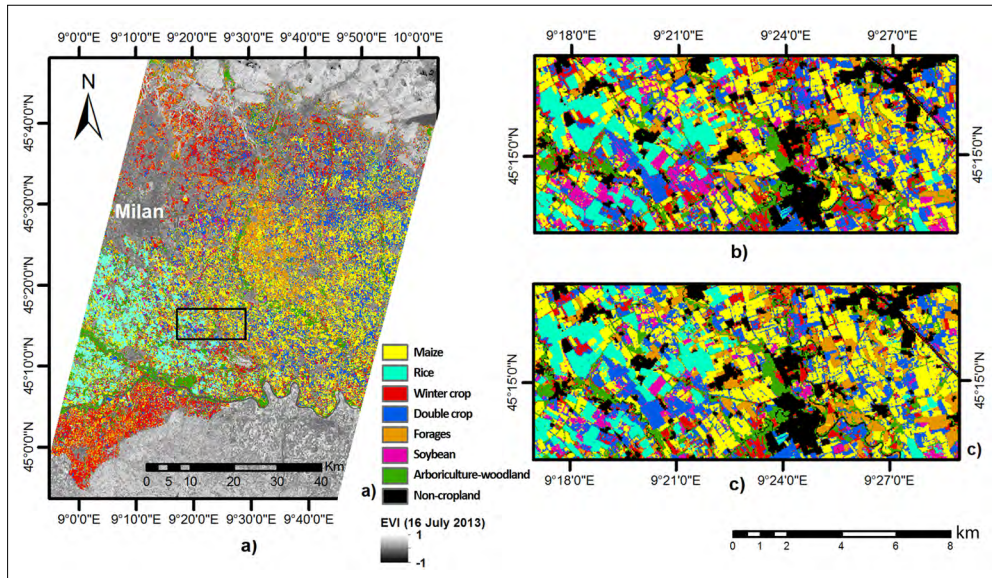 9°0'0"E 9°10'0"E 9°20'0"E 9°30'0"E 9°40'0"E 9°50'0"E 10°0'0"E
N
45°40'0"N
45°30'0"N
Milan
45°20'0"N
45°10'0"N
45°0'0"N
0 5 10 20 30 40 Km
a)
9°0'0"E 9°10'0"E 9°20'0"E 9°30'0"E 9°40'0"E
a)
Maize
Rice
Winter crop
Double crop
Forages
Soybean
Arboriculture-woodland
Non-cropland
EVI (16 July 2013)
1
-1
9°18'0"E 9°21'0"E 9°24'0"E 9°27'0"E
45°15'0"N 45°15'0"N
b)
45°15'0"N 45°15'0"N
c)
9°18'0"E 9°21'0"E 9°24'0"E 9°27'0"E
c)
km
0 1 2 4 6 8